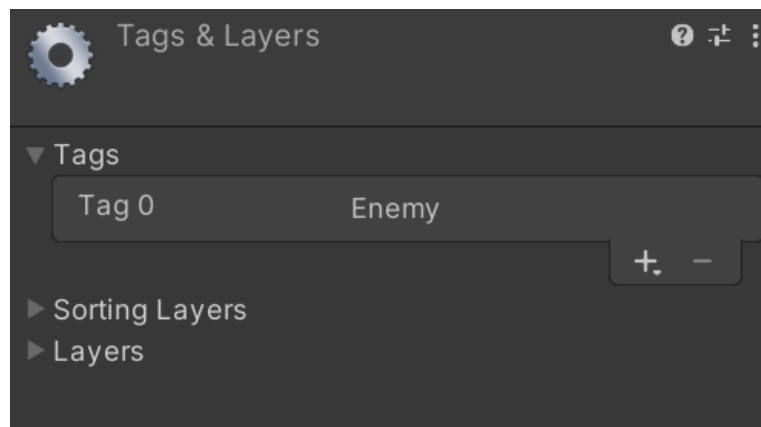 Tags & Layers
Tags
Tag 0 Enemy
Sorting Layers
Layers